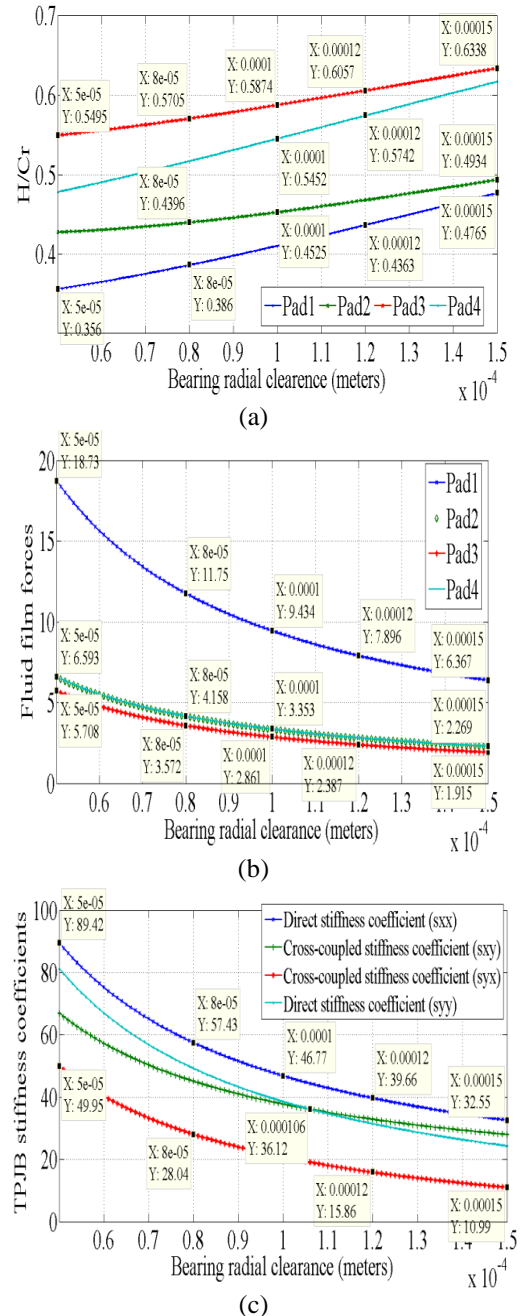 X: 0.00015
Y: 0.6338
X: 0.00012
Y: 0.6057
X: 0.0001
Y: 0.5874
X: 8e-05
Y: 0.5705
X: 5e-05
Y: 0.5495
0.7
0.6
0.5
0.4
H/Cr
X: 8e-05
Y: 0.4396
X: 0.0001
Y: 0.5452
X: 0.00012
Y: 0.5742
X: 0.00015
Y: 0.4934
X: 0.0001
Y: 0.4525
X: 0.00012
Y: 0.4363
X: 0.00015
Y: 0.4765
X: 5e-05
Y: 0.356
X: 8e-05
Y: 0.386
Pad1 Pad2 Pad3 Pad4
0.6 0.7 0.8 0.9 1 1.1 1.2 1.3 1.4 1.5
Bearing radial clearence (meters)
x 10-4
(a)
20
15
10
5
0
Fluid film forces
X: 5e-05
Y: 18.73
Pad1
Pad2
Pad3
Pad4
X: 8e-05
Y: 11.75
X: 0.0001
Y: 9.434
X: 0.00012
Y: 7.896
X: 0.00015
Y: 6.367
X: 5e-05
Y: 6.593
X: 8e-05
Y: 4.158
X: 0.0001
Y: 3.353
X: 0.00015
Y: 2.269
X: 5e-05
Y: 5.708
X: 8e-05
Y: 3.572
X: 0.0001
Y: 2.861
X: 0.00012
Y: 2.387
X: 0.00015
Y: 1.915
0.6 0.7 0.8 0.9 1 1.1 1.2 1.3 1.4 1.5
Bearing radial clearance (meters)
x 10-4
(b)
100
80
60
40
20
0
TPJB stiffness coefficients
X: 5e-05
Y: 89.42
Direct stiffness coefficient (sxx)
Cross-coupled stiffness coefficient (sxy)
Cross-coupled stiffness coefficient (syx)
Direct stiffness coefficient (syy)
X: 8e-05
Y: 57.43
X: 0.0001
Y: 46.77
X: 0.00012
Y: 39.66
X: 0.00015
Y: 32.55
X: 5e-05
Y: 49.95
X: 8e-05
Y: 28.04
X: 0.000106
Y: 36.12
X: 0.00012
Y: 15.86
X: 0.00015
Y: 10.99
0.6 0.7 0.8 0.9 1 1.1 1.2 1.3 1.4 1.5
Bearing radial clearance (meters)
x 10-4
(c)